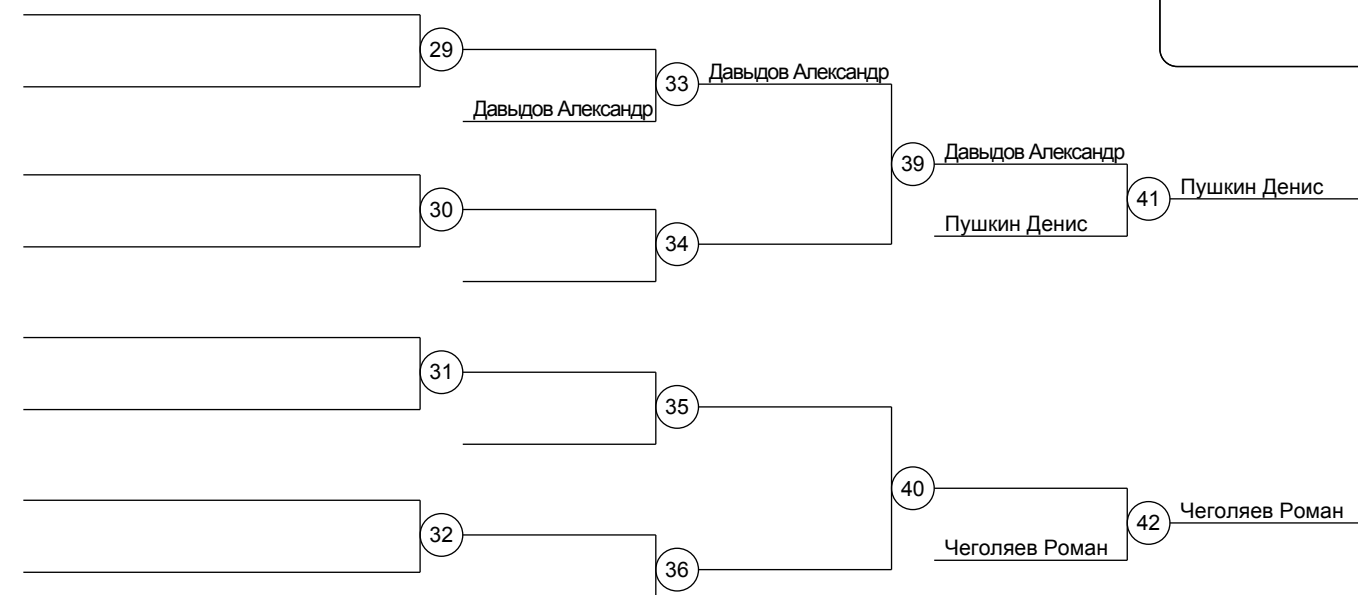 29
33 Давыдов Александр
Давыдов Александр
39 Давыдов Александр
41 Пушкин Денис
30
34
Пушкин Денис
31
35
40
42 Чеголяев Роман
32
Чеголяев Роман
36